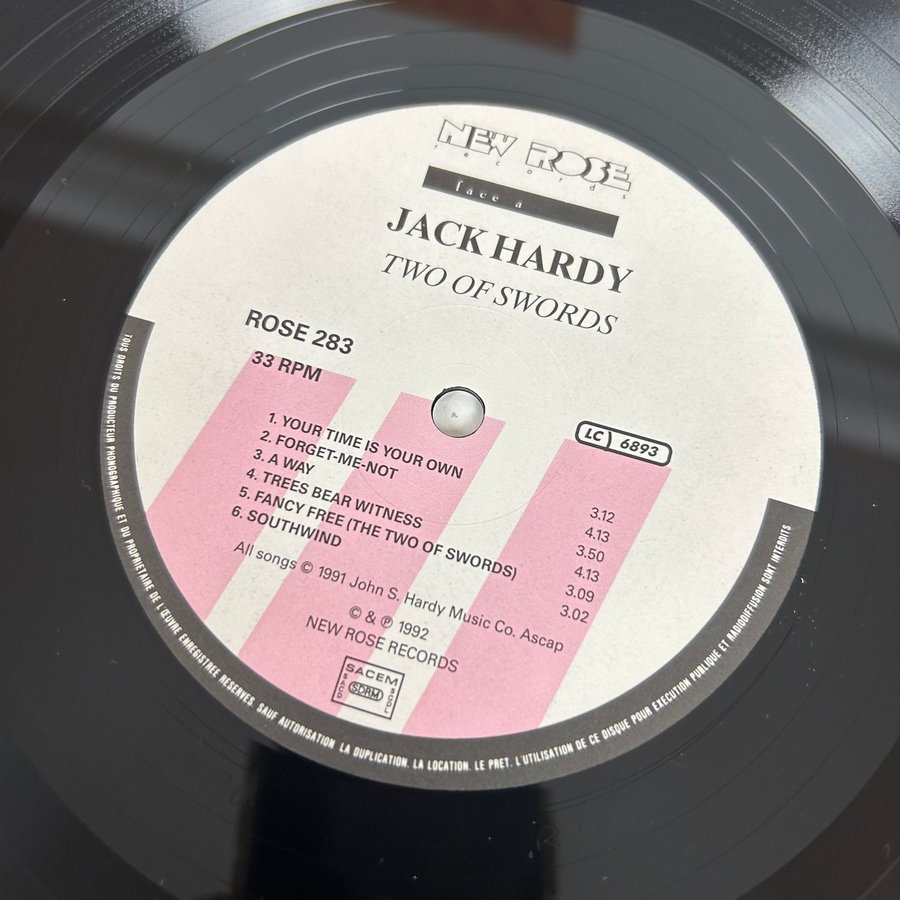 NEW ROSE
records
face a
JACK HARDY
TWO OF SWORDS
ROSE 283
33 RPM
LC 6893
1. YOUR TIME IS YOUR OWN 3.12
2. FORGET-ME-NOT 4.13
3. A WAY 3.50
4. TREES BEAR WITNESS 4.13
5. FANCY FREE (THE TWO OF SWORDS) 3.09
6. SOUTHWIND 3.02
All songs © 1991 John S. Hardy Music Co. Ascap
© & ℗ 1992
NEW ROSE RECORDS
SACEM
SACD
SDRM
SCDL
TOUS DROITS DU PRODUCTEUR PHONOGRAPHIQUE ET DU PROPRIETAIRE DE L'ŒUVRE ENREGISTREE RESERVES. SAUF AUTORISATION LA DUPLICATION. LA LOCATION. LE PRET. L'UTILISATION DE CE DISQUE POUR EXECUTION PUBLIQUE ET RADIODIFFUSION SONT INTERDITS